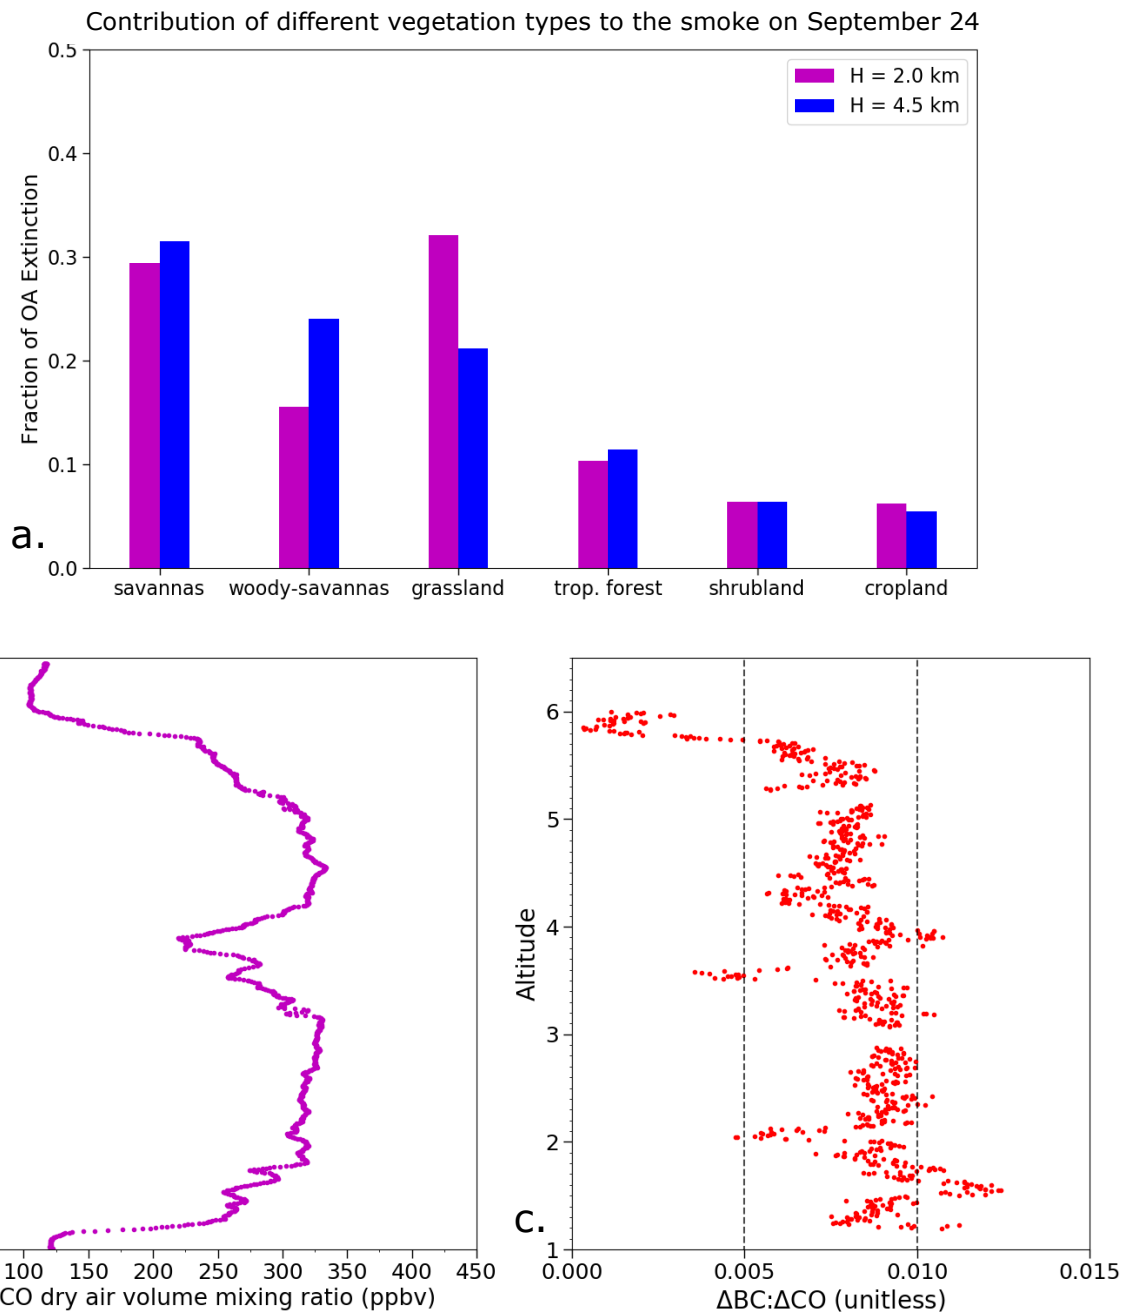 Contribution of different vegetation types to the smoke on September 24
0.5
0.4
0.3
0.2
0.1
0.0
Fraction of OA Extinction
H = 2.0 km
H = 4.5 km
a.
savannas woody-savannas grassland trop. forest shrubland cropland
100 150 200 250 300 350 400 450
CO dry air volume mixing ratio (ppbv)
6
5
4
3
2
1
Altitude
c.
0.000 0.005 0.010 0.015
ΔBC:ΔCO (unitless)